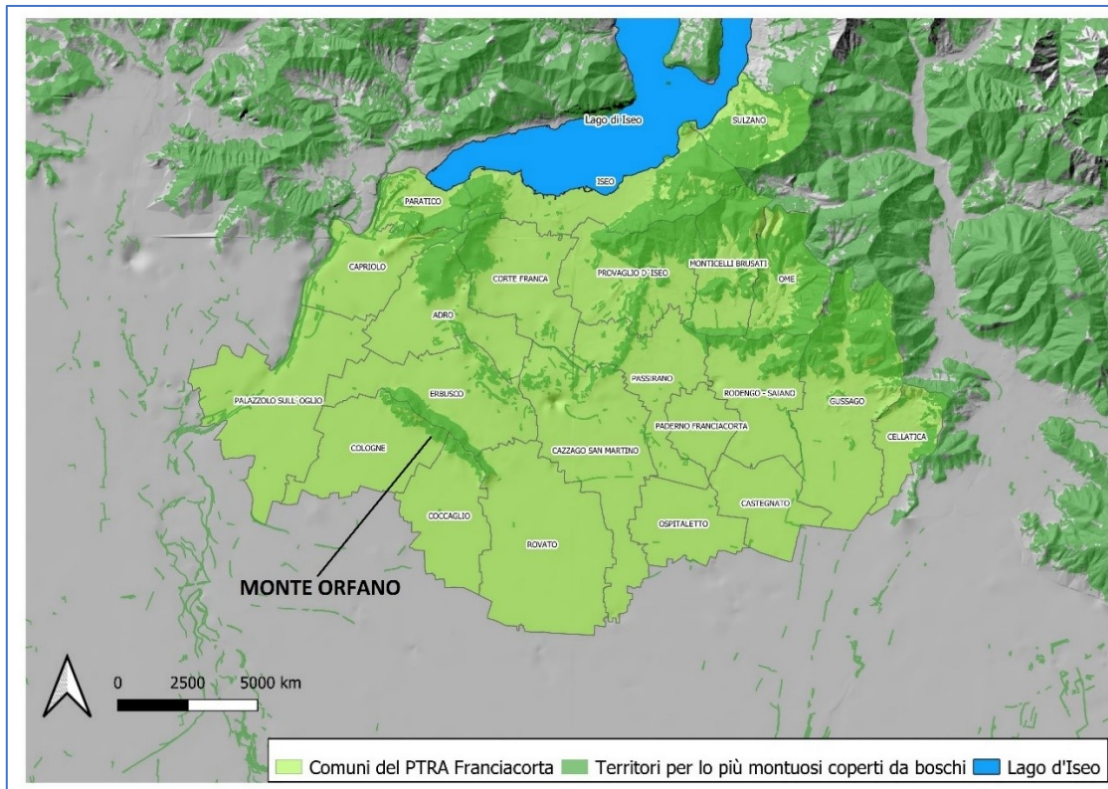 Lago di Iseo
SULZANO
ISEO
PARATICO
CAPRIOLO
CORTE FRANCA
PROVAGLIO D`ISEO
MONTICELLI BRUSATI
OME
ADRO
PALAZZOLO SULL`OGLIO
ERBUSCO
PASSIRANO
RODENGO - SAIANO
GUSSAGO
PADERNO FRANCIACORTA
CELLATICA
COLOGNE
CAZZAGO SAN MARTINO
CASTEGNATO
COCCAGLIO
OSPITALETTO
ROVATO
MONTE ORFANO
0 2500 5000 km
Comuni del PTRA Franciacorta Territori per lo più montuosi coperti da boschi Lago d'Iseo